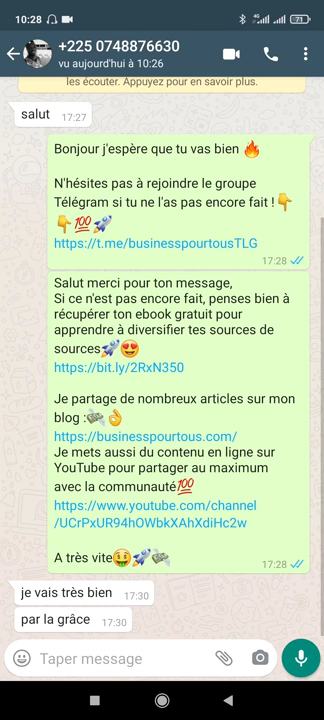 10:28
71
+225 0748876630
vu aujourd'hui à 10:26
les écouter. Appuyez pour en savoir plus.
salut 17:27
Bonjour j'espère que tu vas bien 🔥
N'hésites pas à rejoindre le groupe
Télégram si tu ne l'as pas encore fait ! 👇
👇💯🚀
https://t.me/businesspourtousTLG
17:28
Salut merci pour ton message,
Si ce n'est pas encore fait, penses bien à
récupérer ton ebook gratuit pour
apprendre à diversifier tes sources de
sources🚀😍
https://bit.ly/2RxN350
Je partage de nombreux articles sur mon
blog :💸👌
https://businesspourtous.com/
Je mets aussi du contenu en ligne sur
YouTube pour partager au maximum
avec la communauté💯
https://www.youtube.com/channel
/UCrPxUR94hOWbkXAhXdiHc2w
A très vite🤑🚀💸
17:28
je vais très bien 17:30
par la grâce 17:30
Taper message